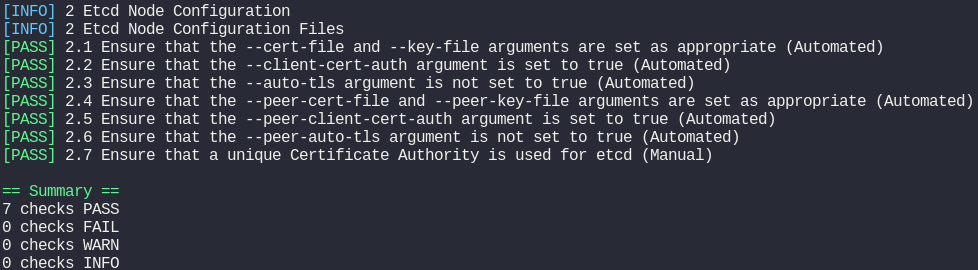 [INFO] 2 Etcd Node Configuration
[INFO] 2 Etcd Node Configuration Files
[PASS] 2.1 Ensure that the --cert-file and --key-file arguments are set as appropriate (Automated)
[PASS] 2.2 Ensure that the --client-cert-auth argument is set to true (Automated)
[PASS] 2.3 Ensure that the --auto-tls argument is not set to true (Automated)
[PASS] 2.4 Ensure that the --peer-cert-file and --peer-key-file arguments are set as appropriate (Automated)
[PASS] 2.5 Ensure that the --peer-client-cert-auth argument is set to true (Automated)
[PASS] 2.6 Ensure that the --peer-auto-tls argument is not set to true (Automated)
[PASS] 2.7 Ensure that a unique Certificate Authority is used for etcd (Manual)
== Summary ==
7 checks PASS
0 checks FAIL
0 checks WARN
0 checks INFO